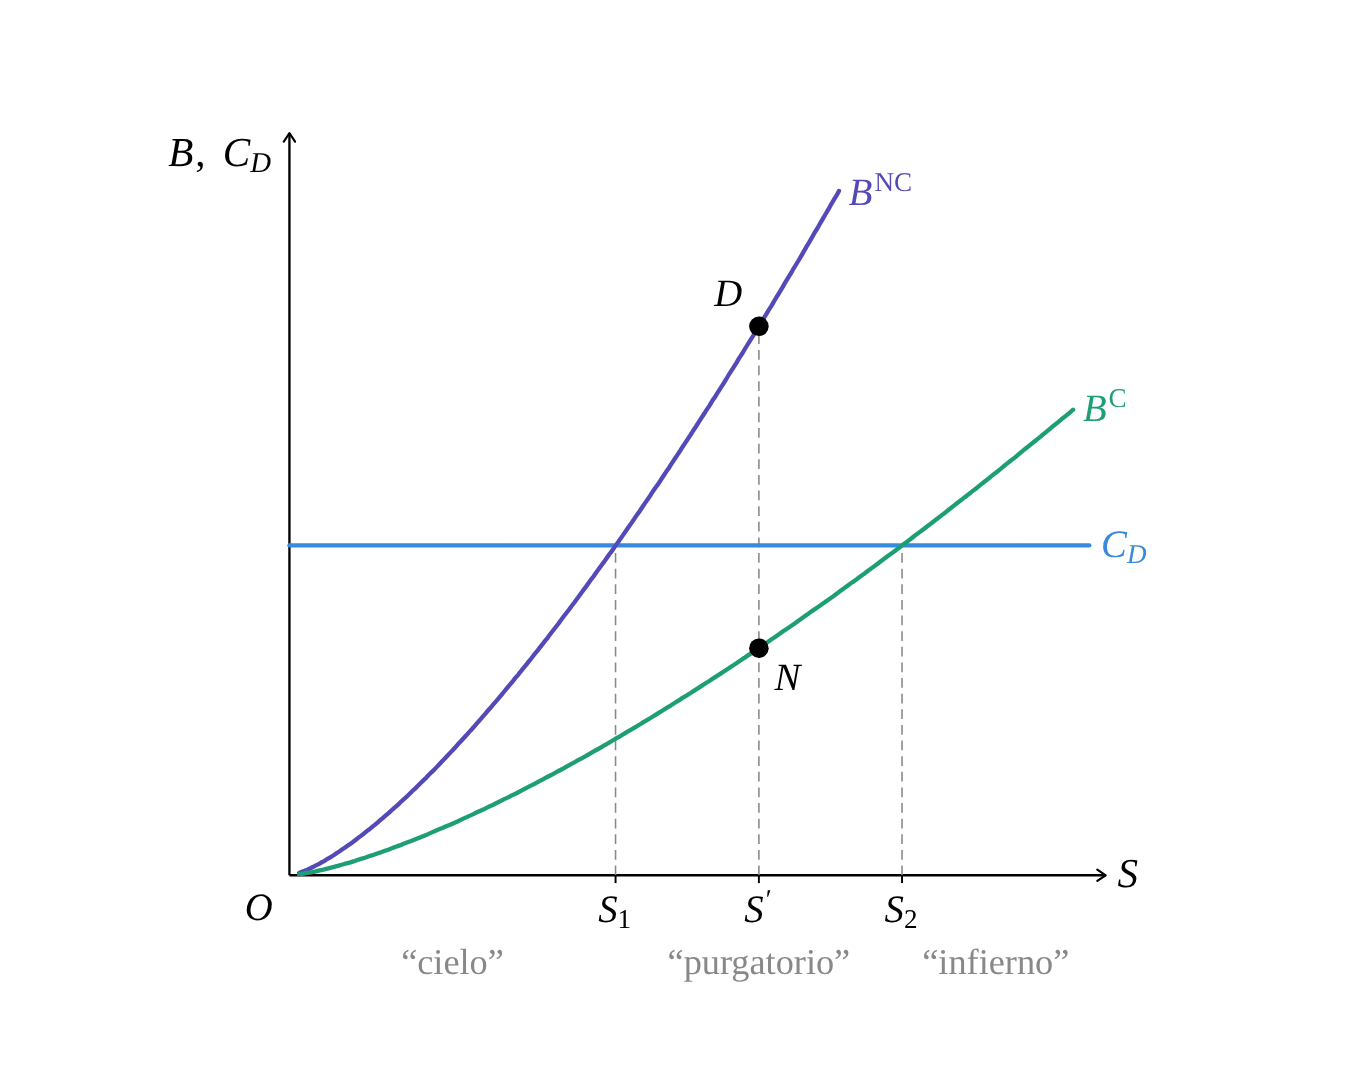 B, C_D
B^NC
D
B^C
C_D
N
S
O
S_1
S′
S_2
“cielo”
“purgatorio”
“infierno”